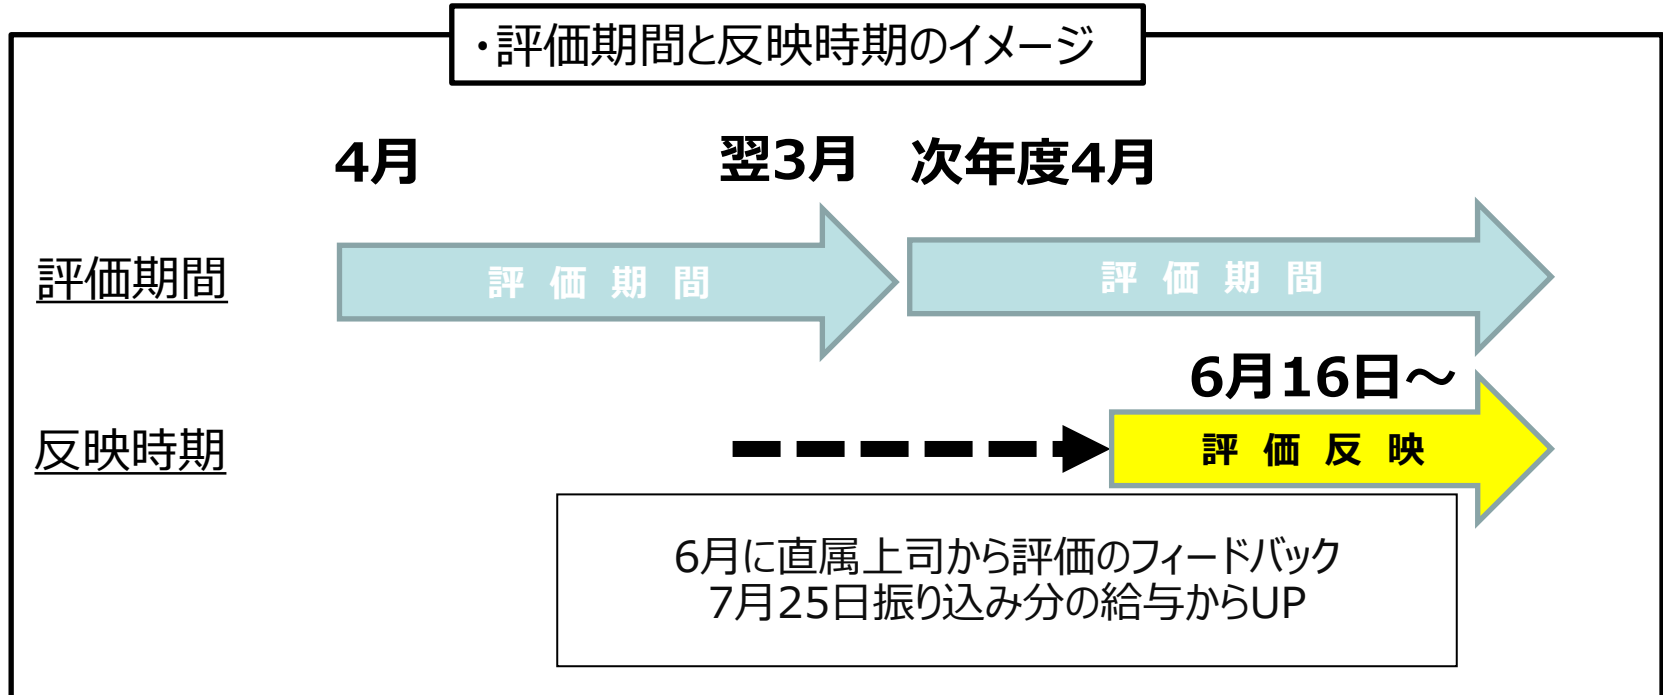 ・評価期間と反映時期のイメージ
4月
翌3月
次年度4月
評価期間
評価期間
評価期間
6月16日～
反映時期
評価反映
6月に直属上司から評価のフィードバック
7月25日振り込み分の給与からUP